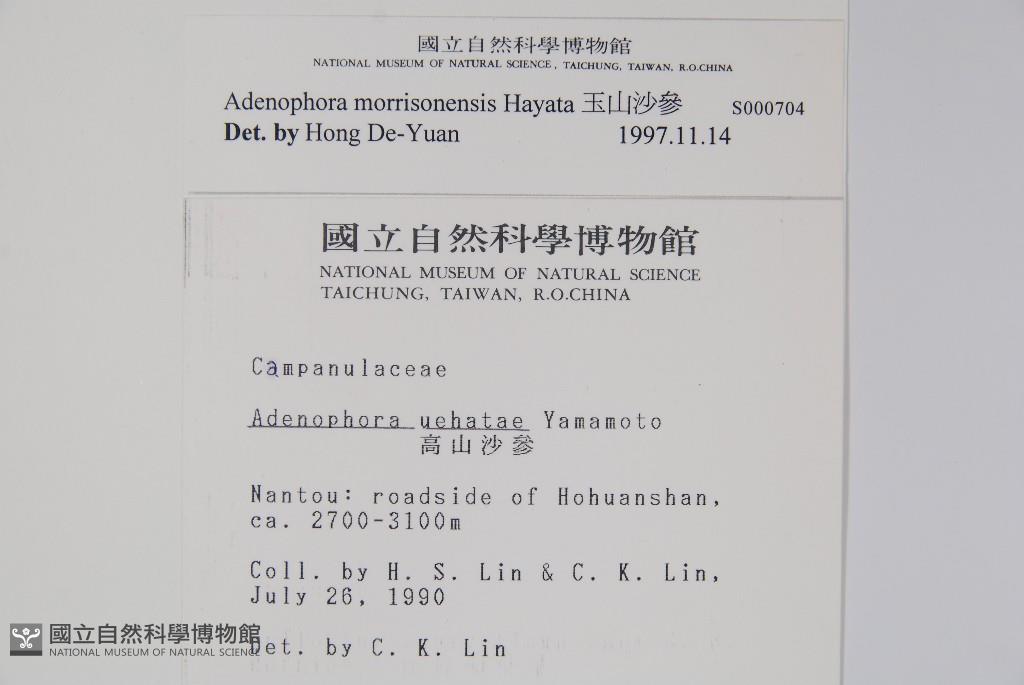 國立自然科學博物館
NATIONAL MUSEUM OF NATURAL SCIENCE, TAICHUNG, TAIWAN, R.O.CHINA
Adenophora morrisonensis Hayata 玉山沙參 S000704
Det. by Hong De-Yuan 1997.11.14
國立自然科學博物館
NATIONAL MUSEUM OF NATURAL SCIENCE
TAICHUNG, TAIWAN, R.O.CHINA
Campanulaceae
Adenophora uehatae Yamamoto
高山沙參
Nantou: roadside of Hohuanshan,
ca. 2700-3100m
Coll. by H. S. Lin & C. K. Lin,
July 26, 1990
Det. by C. K. Lin
國立自然科學博物館
NATIONAL MUSEUM OF NATURAL SCIENCE